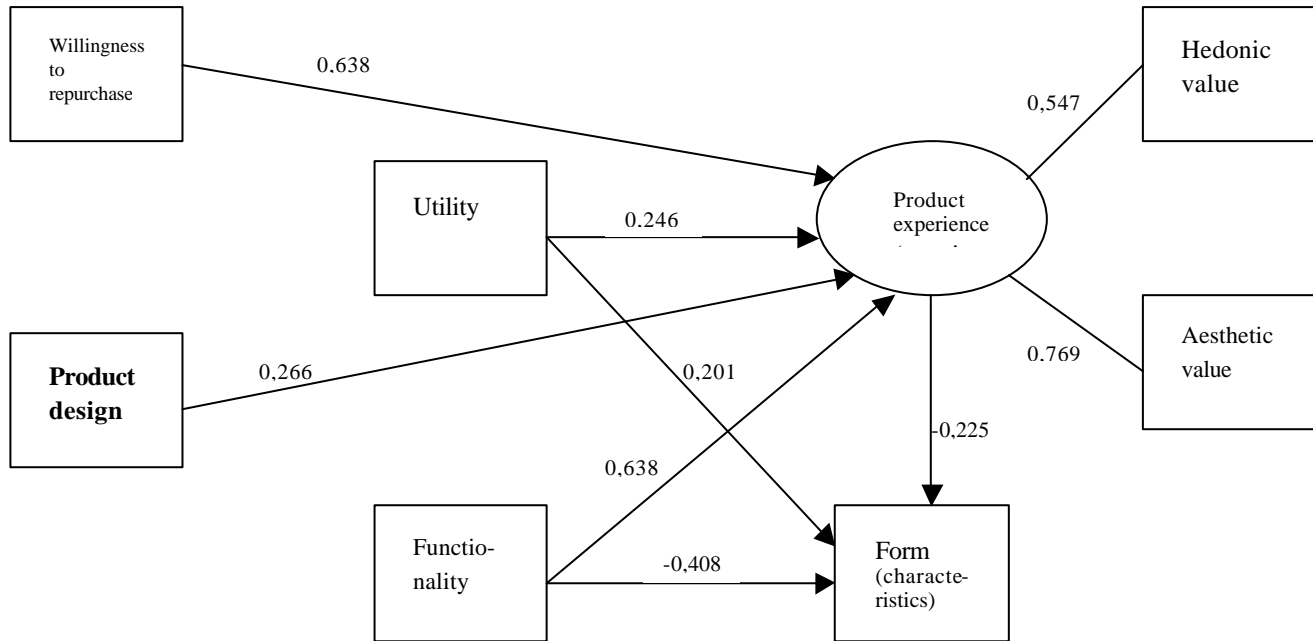 Willingness
to
repurchase
0,638
Hedonic
value
0,547
Utility
0,246
Product
experience
Product
design
0,266
0,201
0,769
Aesthetic
value
-0,225
0,638
Functio-
nality
-0,408
Form
(characte-
ristics)